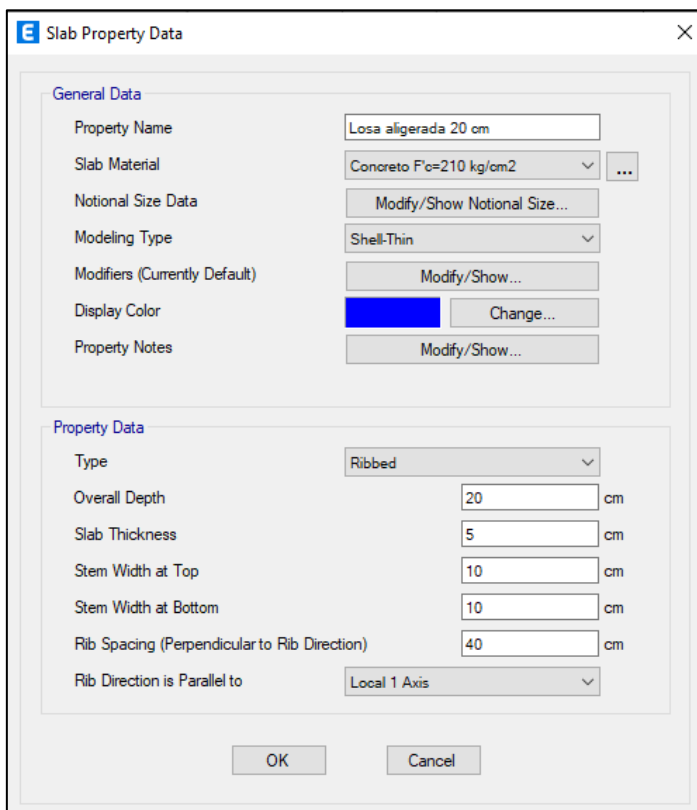 E Slab Property Data
General Data
Property Name Losa aligerada 20 cm
Slab Material Concreto F'c=210 kg/cm2 ...
Notional Size Data Modify/Show Notional Size...
Modeling Type Shell-Thin
Modifiers (Currently Default) Modify/Show...
Display Color Change...
Property Notes Modify/Show...
Property Data
Type Ribbed
Overall Depth 20 cm
Slab Thickness 5 cm
Stem Width at Top 10 cm
Stem Width at Bottom 10 cm
Rib Spacing (Perpendicular to Rib Direction) 40 cm
Rib Direction is Parallel to Local 1 Axis
OK Cancel